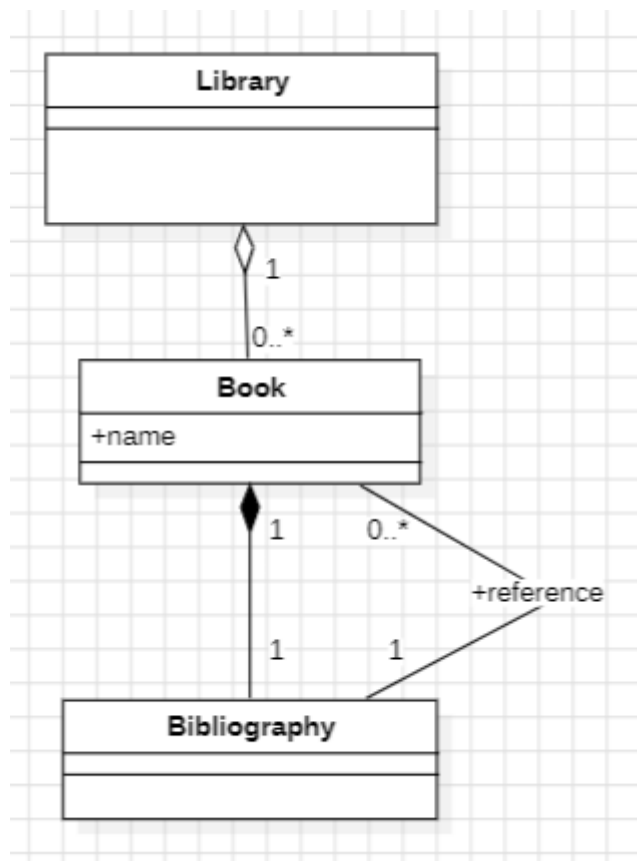 Library
1
0..*
Book
+name
1
0..*
+reference
1
1
Bibliography